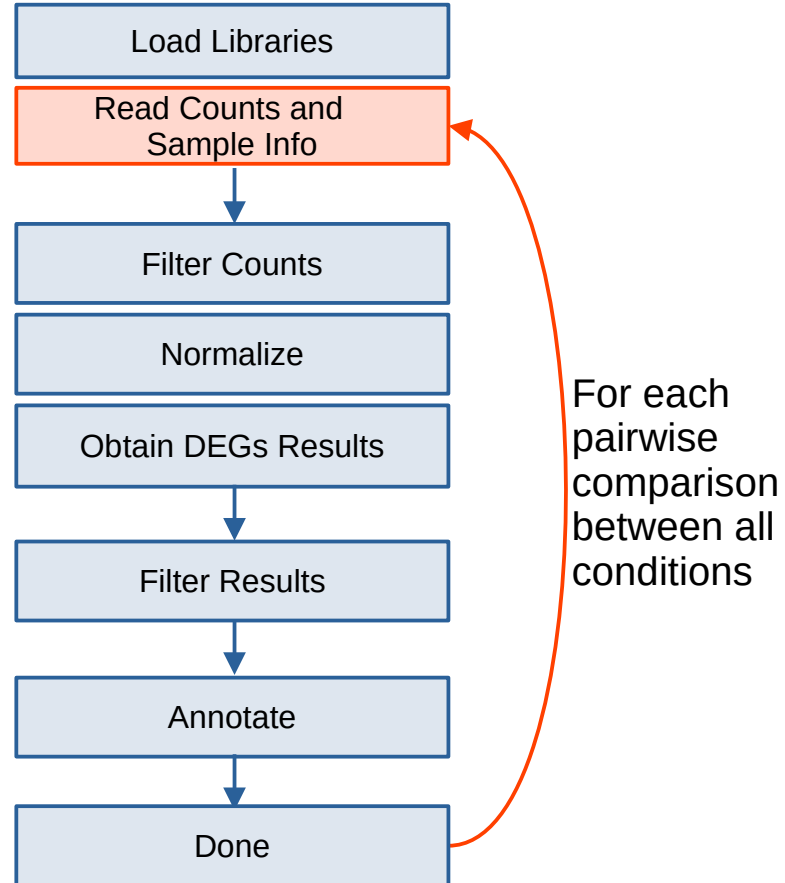 Load Libraries
Read Counts and
Sample Info
Filter Counts
Normalize
Obtain DEGs Results
Filter Results
Annotate
Done
For each
pairwise
comparison
between all
conditions